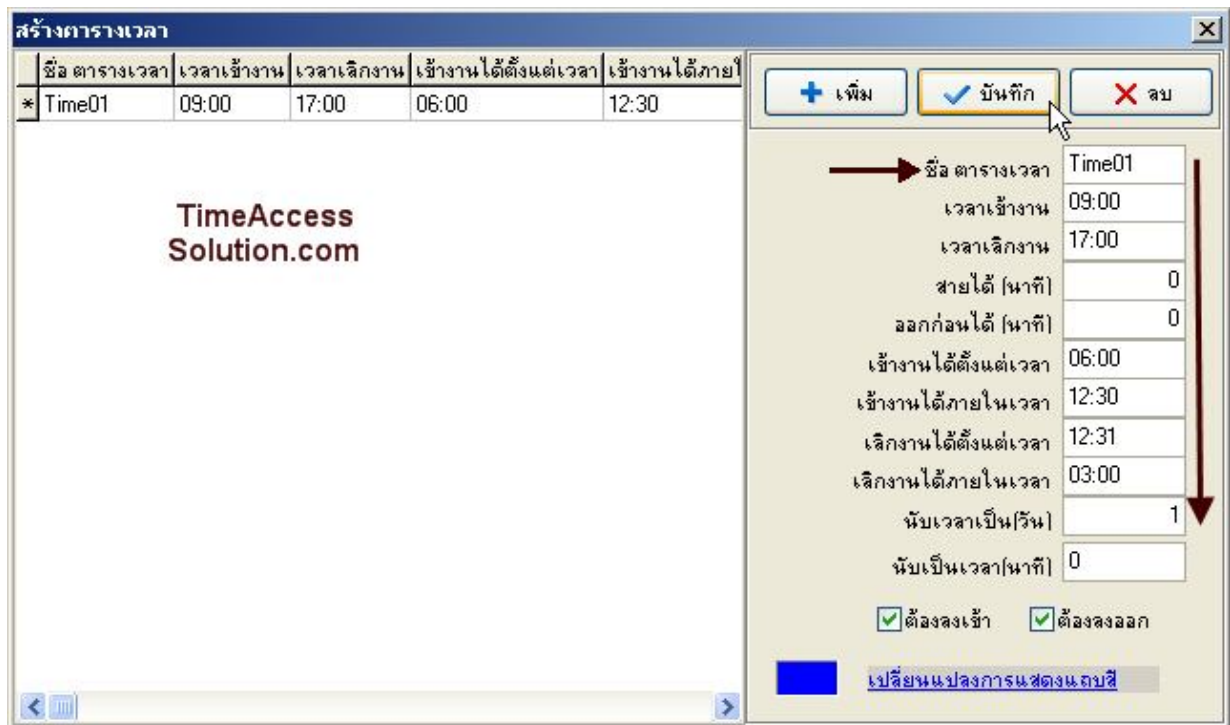 สร้างตารางเวลา
ชื่อ ตารางเวลา เวลาเข้างาน เวลาเลิกงาน เข้างานได้ตั้งแต่เวลา เข้างานได้ภายใ
* Time01 09:00 17:00 06:00 12:30
TimeAccess
Solution.com
เพิ่ม บันทึก ลบ
ชื่อ ตารางเวลา Time01
เวลาเข้างาน 09:00
เวลาเลิกงาน 17:00
สายได้ (นาที) 0
ออกก่อนได้ (นาที) 0
เข้างานได้ตั้งแต่เวลา 06:00
เข้างานได้ภายในเวลา 12:30
เลิกงานได้ตั้งแต่เวลา 12:31
เลิกงานได้ภายในเวลา 03:00
นับเวลาเป็น(วัน) 1
นับเป็นเวลา(นาที) 0
ต้องลงเข้า ต้องลงออก
เปลี่ยนแปลงการแสดงแถบสี